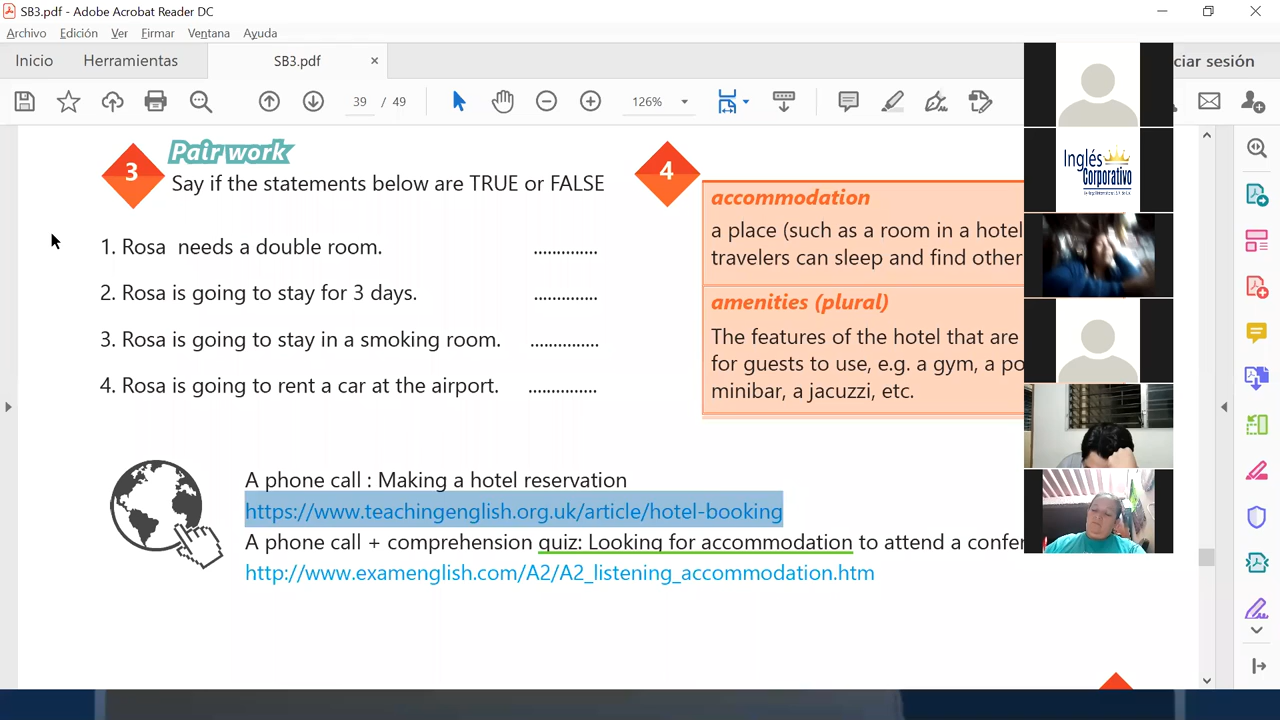 SB3.pdf - Adobe Acrobat Reader DC
Archivo Edición Ver Firmar Ventana Ayuda
Inicio Herramientas SB3.pdf × ciar sesión
39 / 49 126%
3 Pair work
Say if the statements below are TRUE or FALSE
1. Rosa needs a double room. .............
2. Rosa is going to stay for 3 days. .............
3. Rosa is going to stay in a smoking room. ..............
4. Rosa is going to rent a car at the airport. ..............
4
accommodation
a place (such as a room in a hotel
travelers can sleep and find other
amenities (plural)
The features of the hotel that are
for guests to use, e.g. a gym, a po
minibar, a jacuzzi, etc.
A phone call : Making a hotel reservation
https://www.teachingenglish.org.uk/article/hotel-booking
A phone call + comprehension quiz: Looking for accommodation to attend a confer
http://www.examenglish.com/A2/A2_listening_accommodation.htm
Inglés
Corporativo